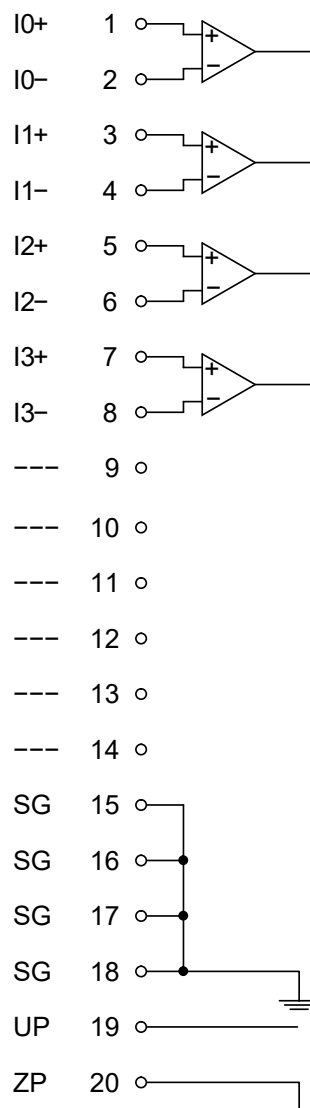 I0+ 1
+
I0− 2
−
I1+ 3
+
I1− 4
−
I2+ 5
+
I2− 6
−
I3+ 7
+
I3− 8
−
−−− 9
−−− 10
−−− 11
−−− 12
−−− 13
−−− 14
SG 15
SG 16
SG 17
SG 18
UP 19
ZP 20